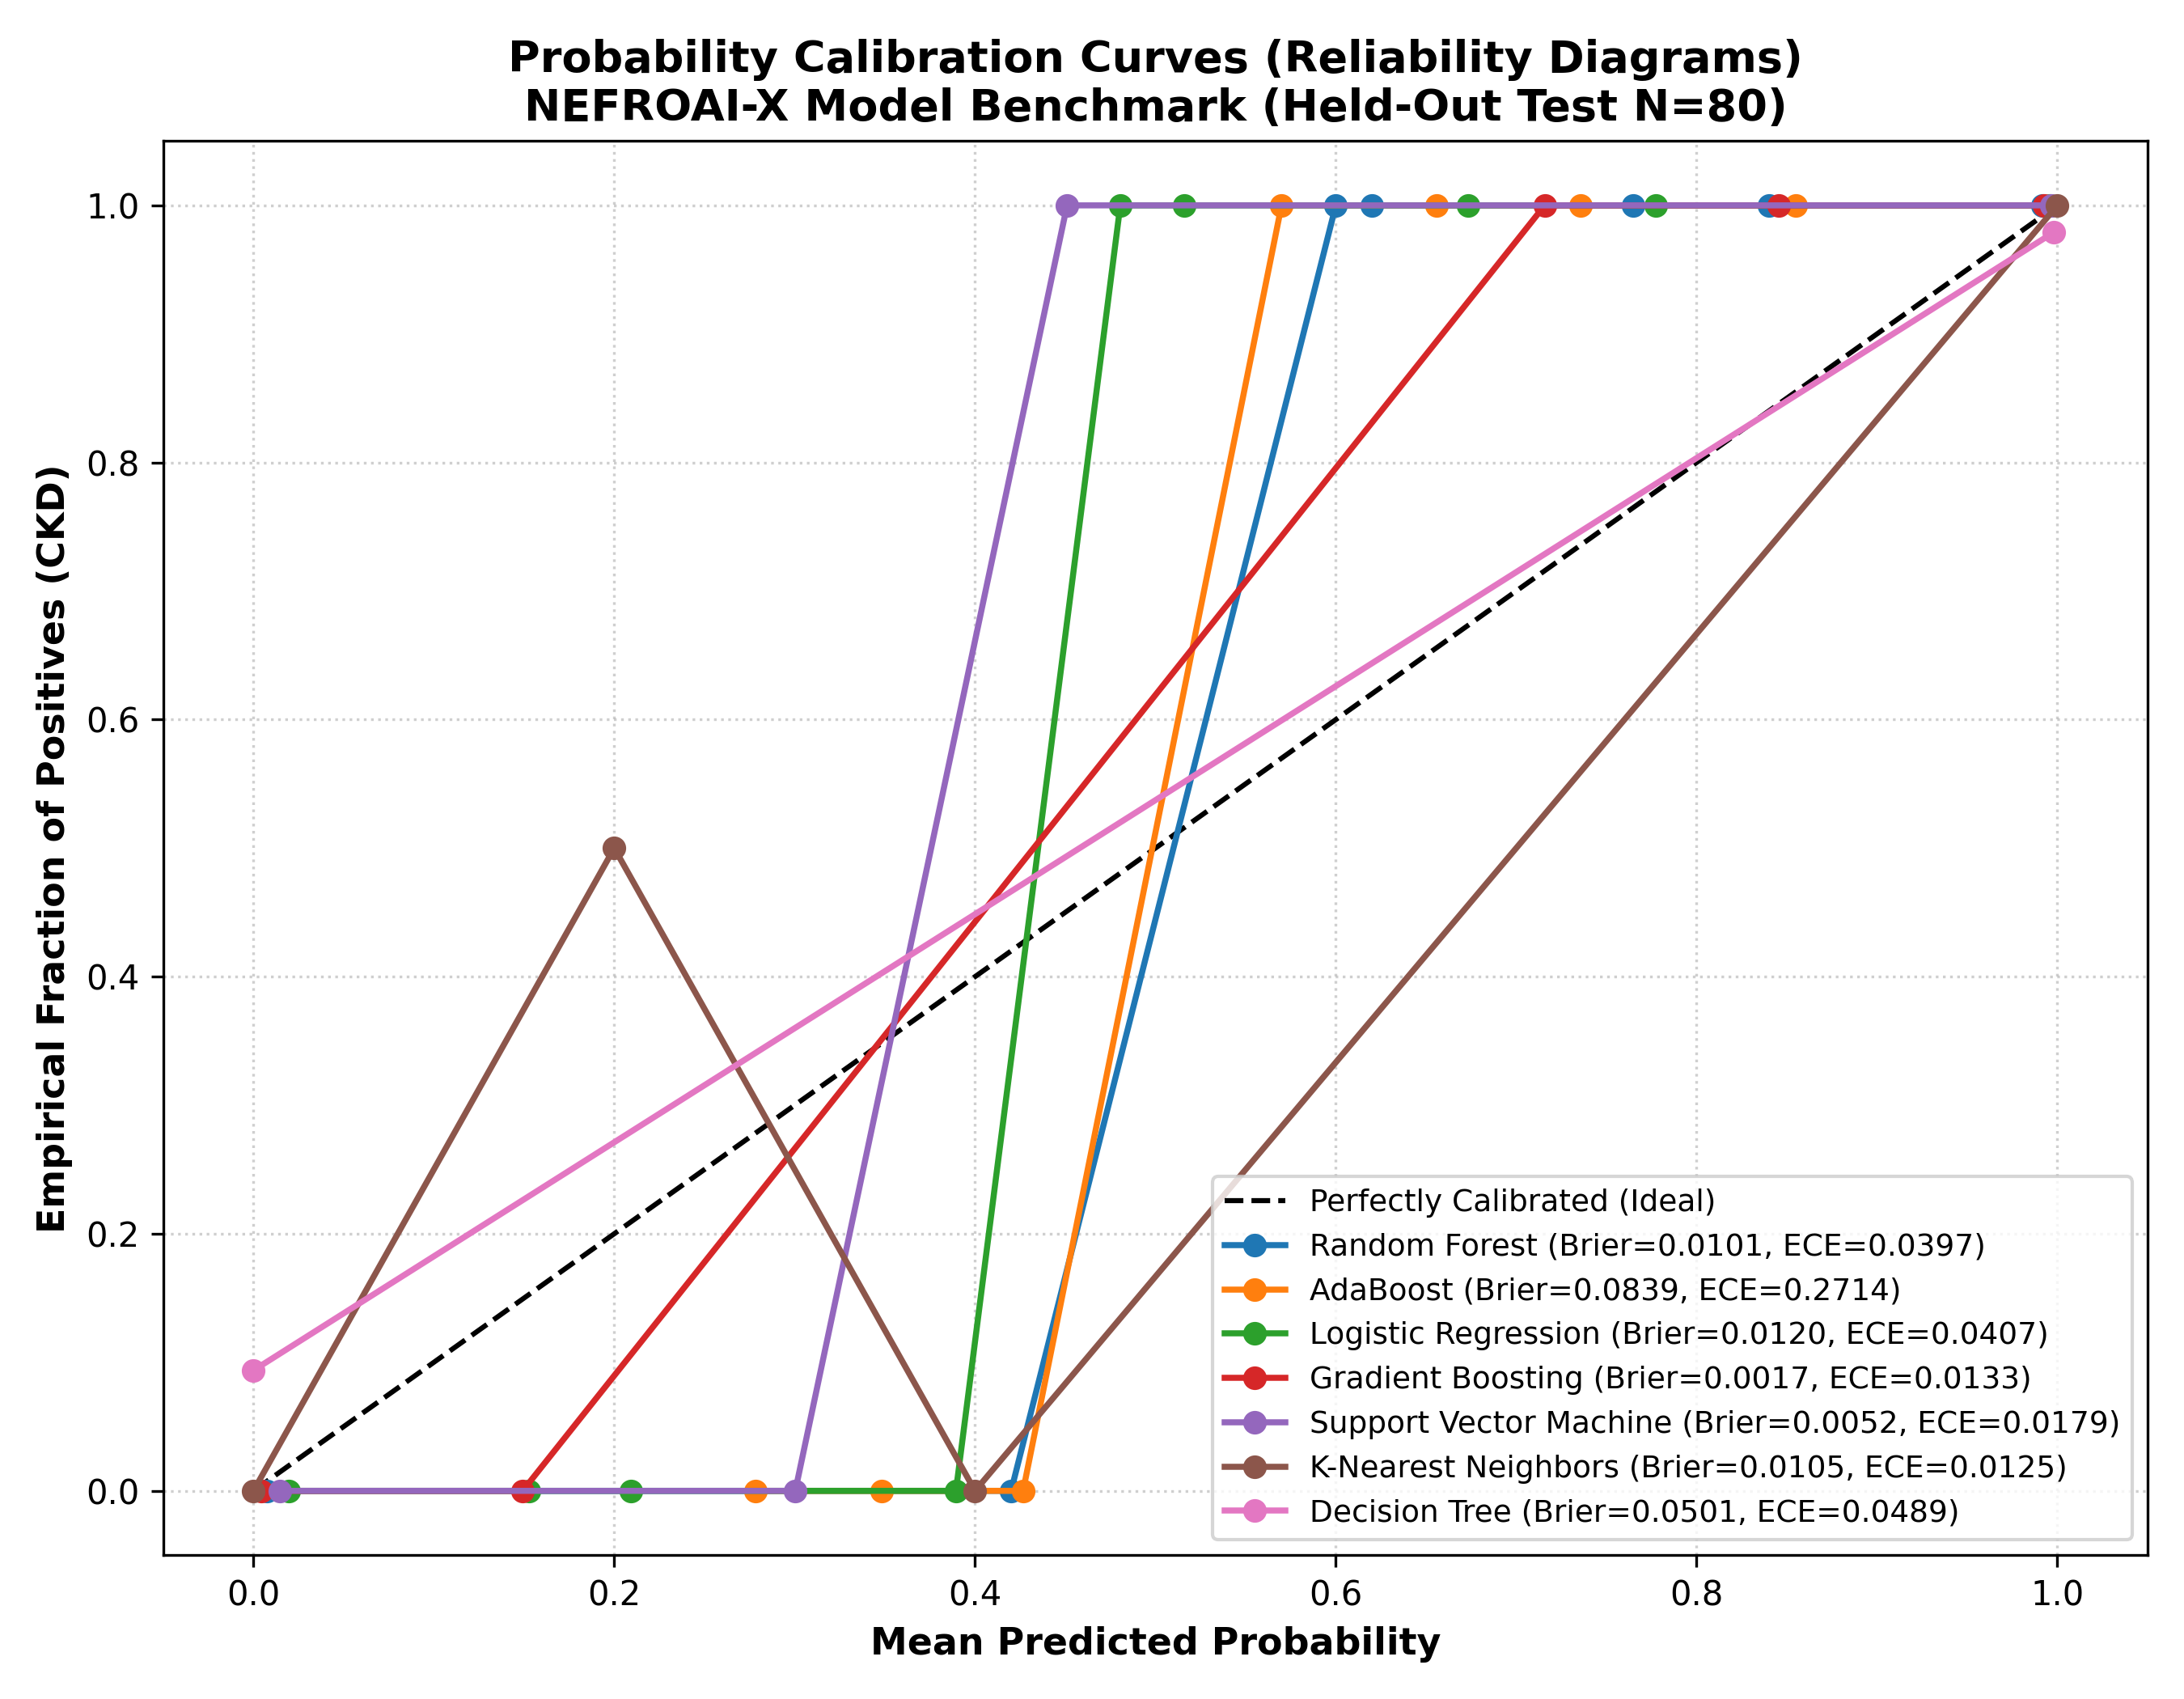 Probability Calibration Curves (Reliability Diagrams)
NEFROAI-X Model Benchmark (Held-Out Test N=80)
Empirical Fraction of Positives (CKD)
1.0
0.8
0.6
0.4
0.2
0.0
Perfectly Calibrated (Ideal)
Random Forest (Brier=0.0101, ECE=0.0397)
AdaBoost (Brier=0.0839, ECE=0.2714)
Logistic Regression (Brier=0.0120, ECE=0.0407)
Gradient Boosting (Brier=0.0017, ECE=0.0133)
Support Vector Machine (Brier=0.0052, ECE=0.0179)
K-Nearest Neighbors (Brier=0.0105, ECE=0.0125)
Decision Tree (Brier=0.0501, ECE=0.0489)
0.0 0.2 0.4 0.6 0.8 1.0
Mean Predicted Probability